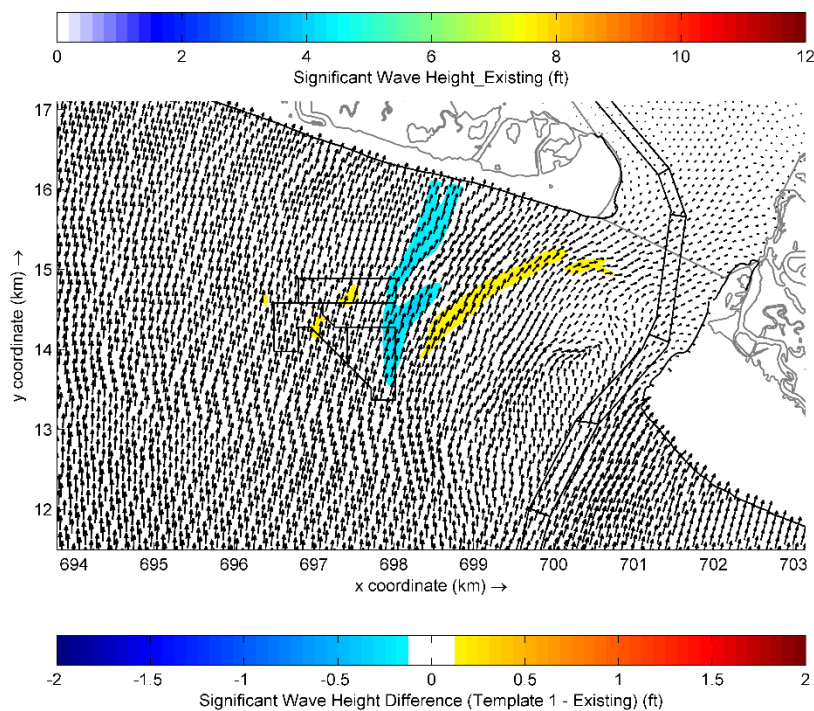 0 2 4 6 8 10 12
Significant Wave Height_Existing (ft)
17
16
15
14
13
12
y coordinate (km) →
694 695 696 697 698 699 700 701 702 703
x coordinate (km) →
-2 -1.5 -1 -0.5 0 0.5 1 1.5 2
Significant Wave Height Difference (Template 1 - Existing) (ft)